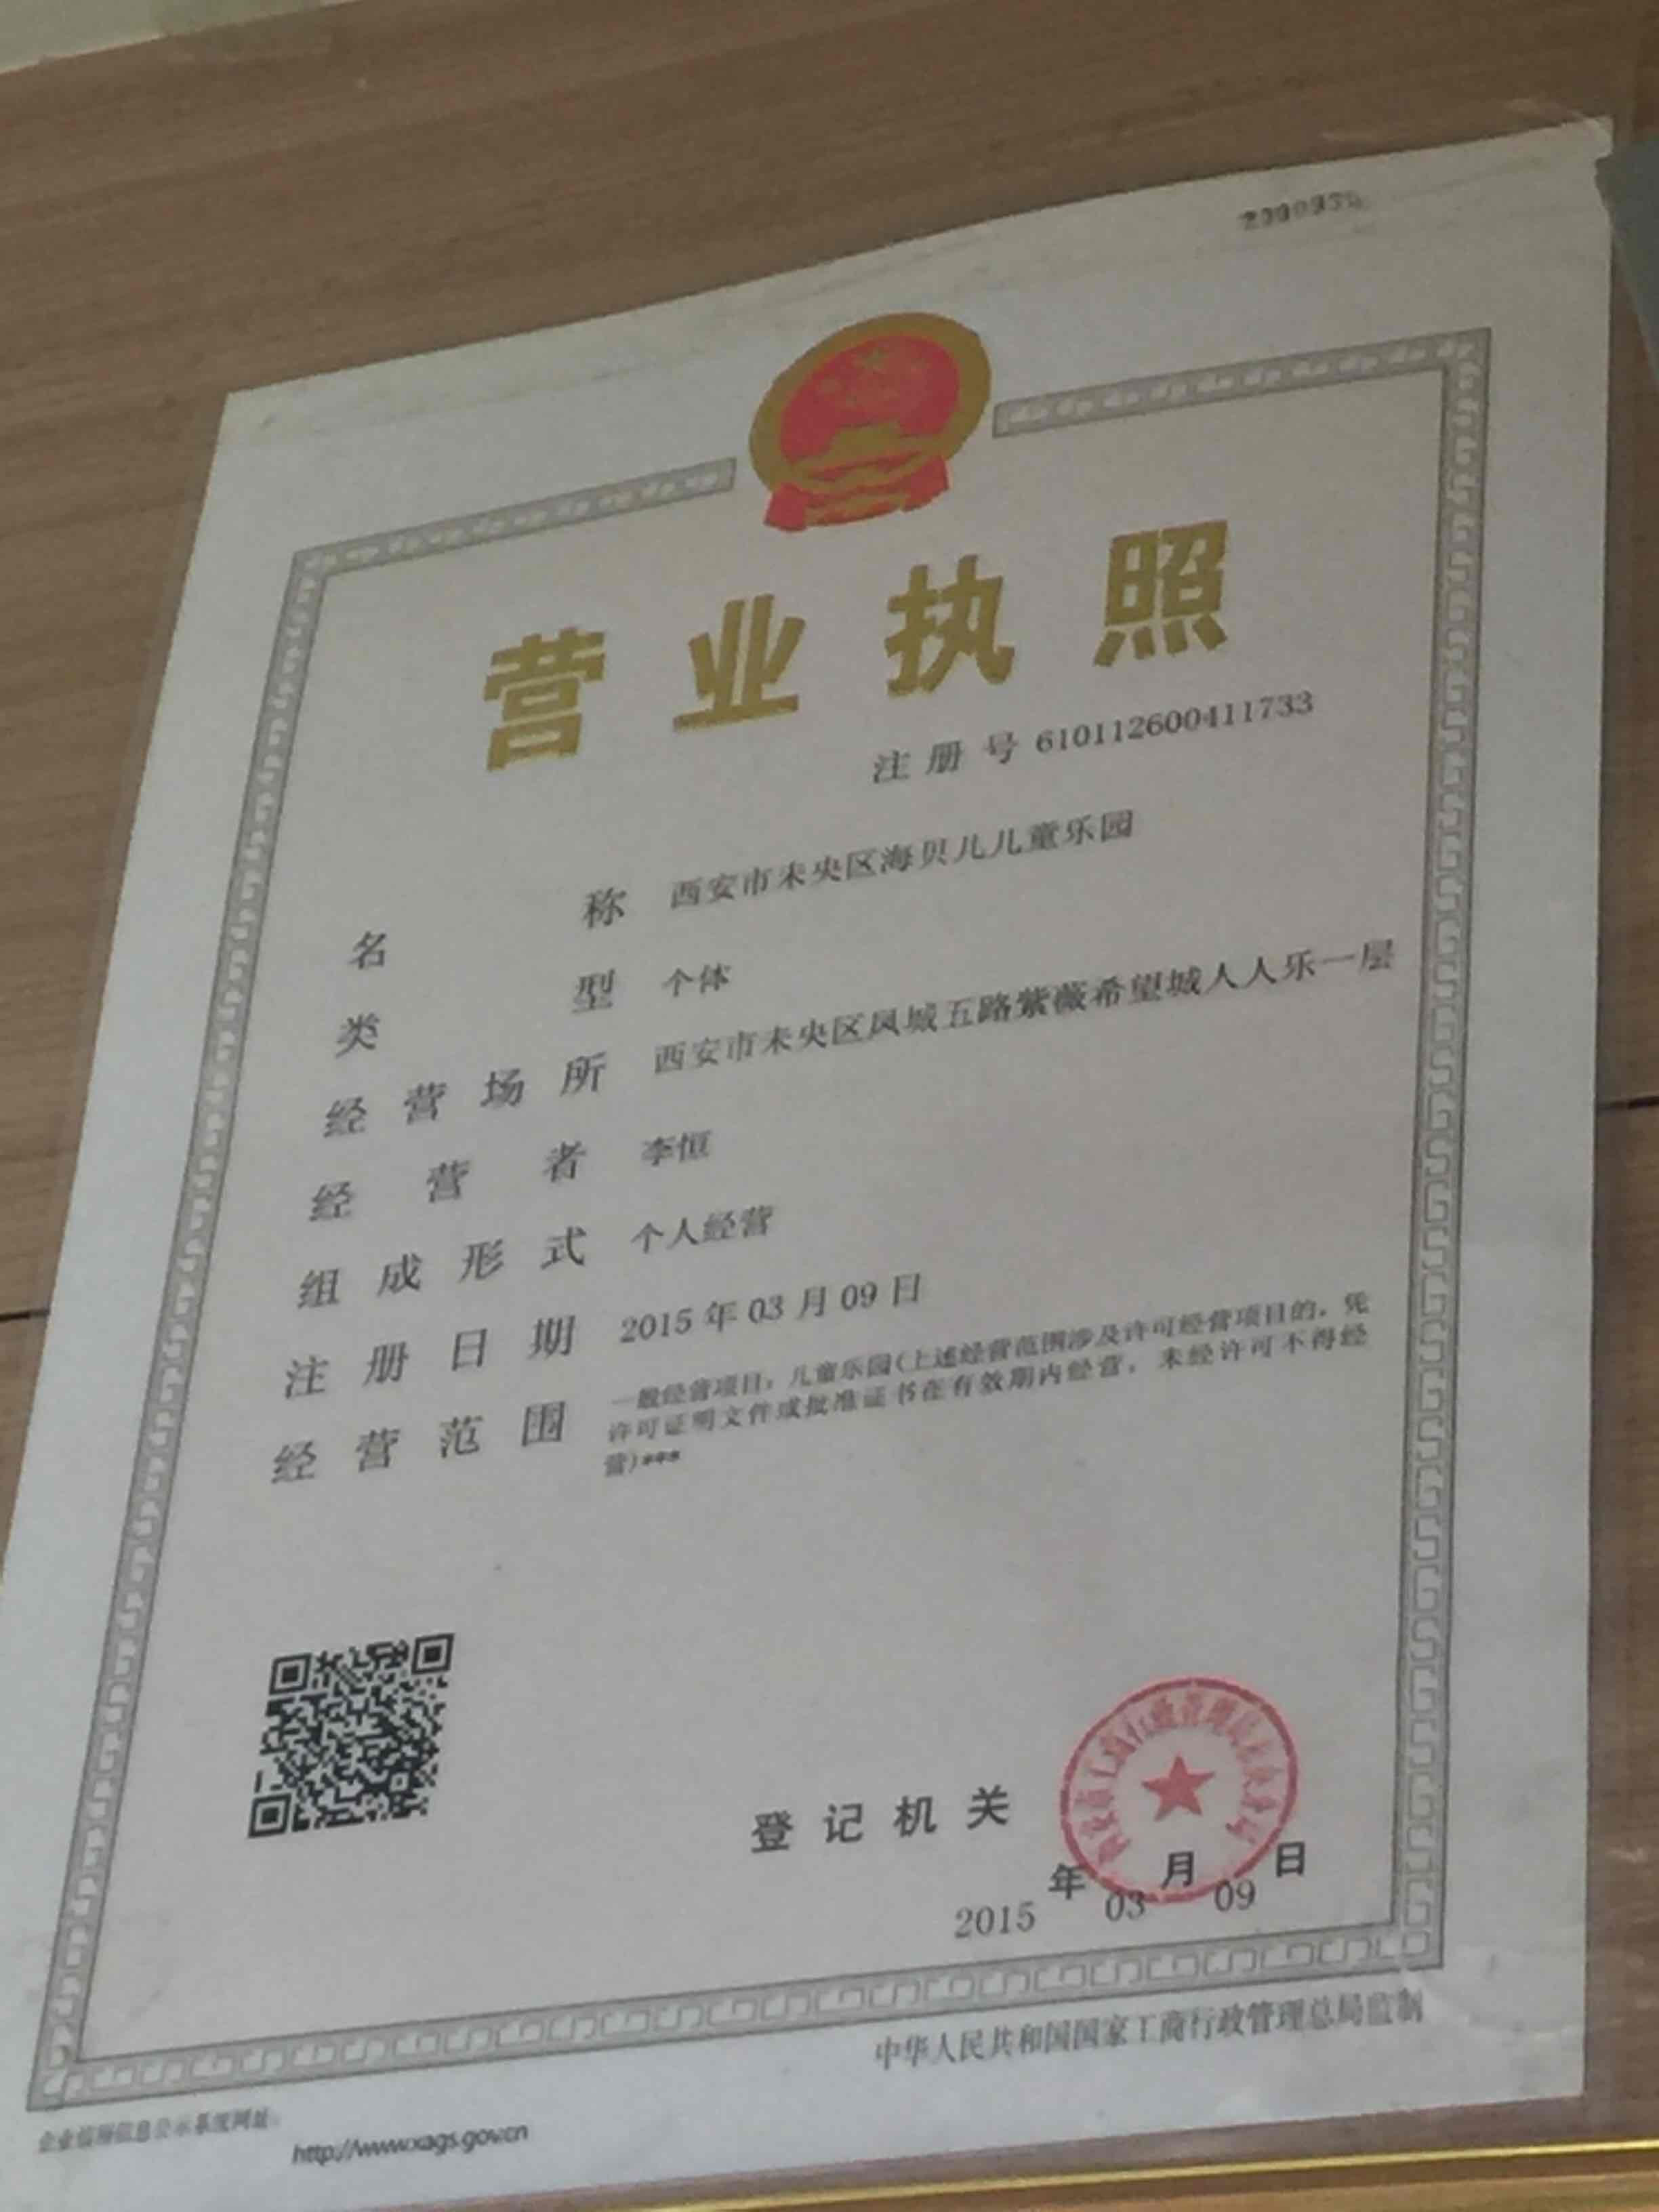 营业执照
注册号 610112600411733
名称 西安市未央区海贝儿儿童乐园
类型 个体
经营场所 西安市未央区凤城五路紫薇希望城人人乐一层
经营者 李恒
组成形式 个人经营
注册日期 2015年03月09日
经营范围 一般经营项目：儿童乐园(上述经营范围涉及许可经营项目的，凭
许可证明文件或批准证书在有效期内经营，未经许可不得经
营)***
登记机关
年 月 日
2015 03 09
中华人民共和国国家工商行政管理总局监制
企业信用信息公示系统网址：
http://www.xags.gov.cn